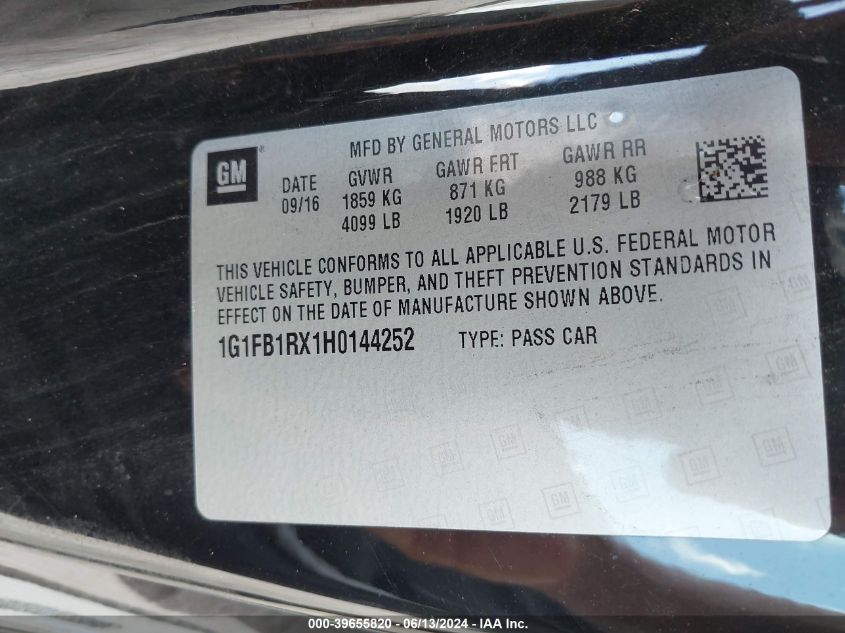 GM
MFD BY GENERAL MOTORS LLC
DATE GVWR GAWR FRT GAWR RR
09/16 1859 KG 871 KG 988 KG
4099 LB 1920 LB 2179 LB
THIS VEHICLE CONFORMS TO ALL APPLICABLE U.S. FEDERAL MOTOR
VEHICLE SAFETY, BUMPER, AND THEFT PREVENTION STANDARDS IN
EFFECT ON THE DATE OF MANUFACTURE SHOWN ABOVE.
1G1FB1RX1H0144252 TYPE: PASS CAR
000-39655820 - 06/13/2024 - IAA Inc.